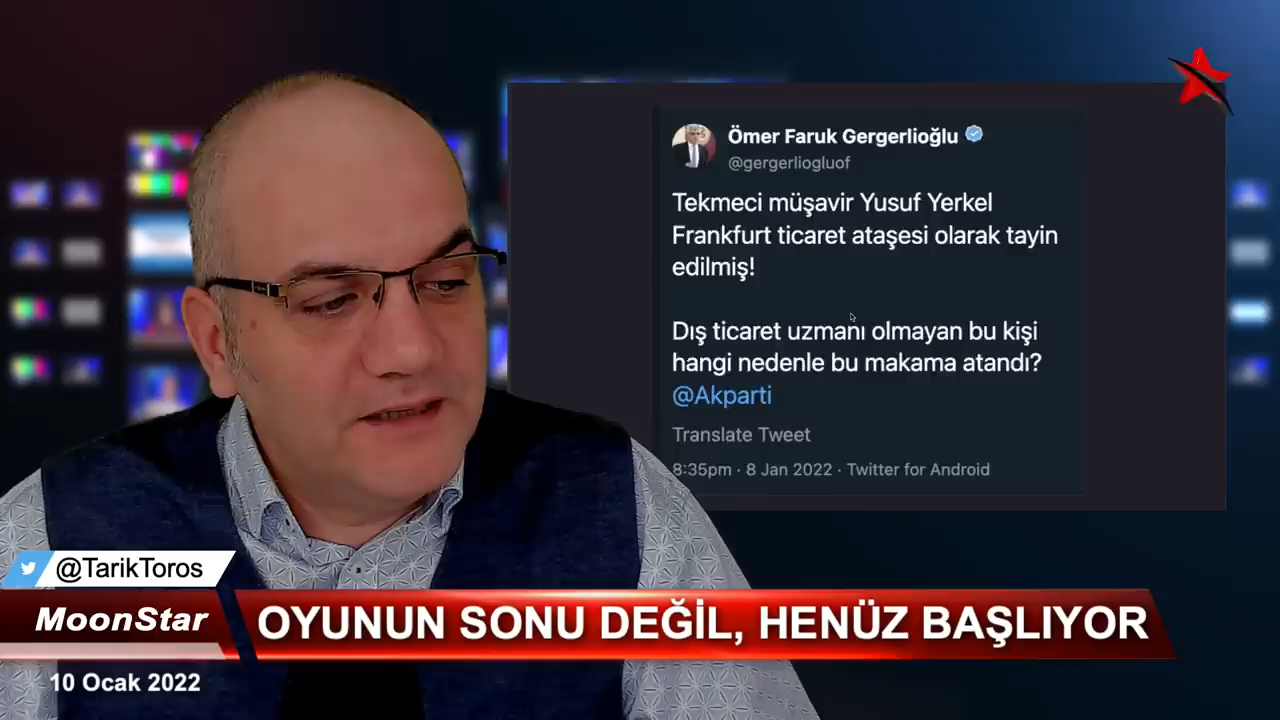 Ömer Faruk Gergerlioğlu
@gergerliogluof
Tekmeci müşavir Yusuf Yerkel
Frankfurt ticaret ataşesi olarak tayin
edilmiş!
Dış ticaret uzmanı olmayan bu kişi
hangi nedenle bu makama atandı?
@Akparti
Translate Tweet
8:35pm · 8 Jan 2022 · Twitter for Android
@TarikToros
MoonStar
OYUNUN SONU DEĞİL, HENÜZ BAŞLIYOR
10 Ocak 2022